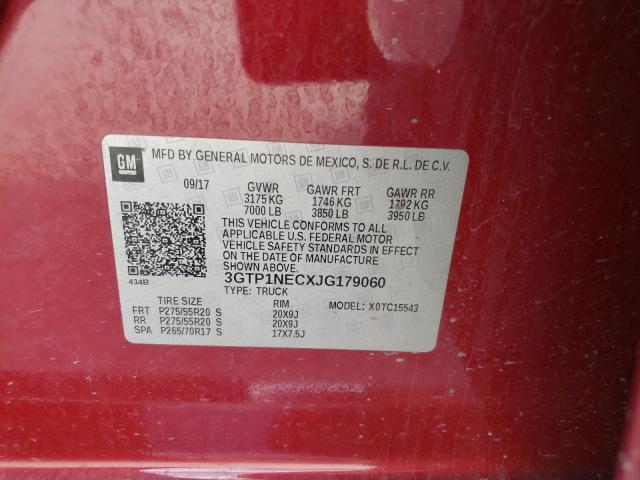 GM MFD BY GENERAL MOTORS DE MEXICO, S. DE R.L. DE C.V.
09/17 GVWR GAWR FRT GAWR RR
3175 KG 1746 KG 1792 KG
7000 LB 3850 LB 3950 LB
THIS VEHICLE CONFORMS TO ALL
APPLICABLE U.S. FEDERAL MOTOR
VEHICLE SAFETY STANDARDS IN EFFECT
ON THE DATE OF MANUFACTURE
SHOWN ABOVE.
434B 3GTP1NECXJG179060
TYPE: TRUCK
TIRE SIZE RIM MODEL: X0TC15543
FRT P275/55R20 S 20X9J
RR P275/55R20 S 20X9J
SPA P265/70R17 S 17X7.5J